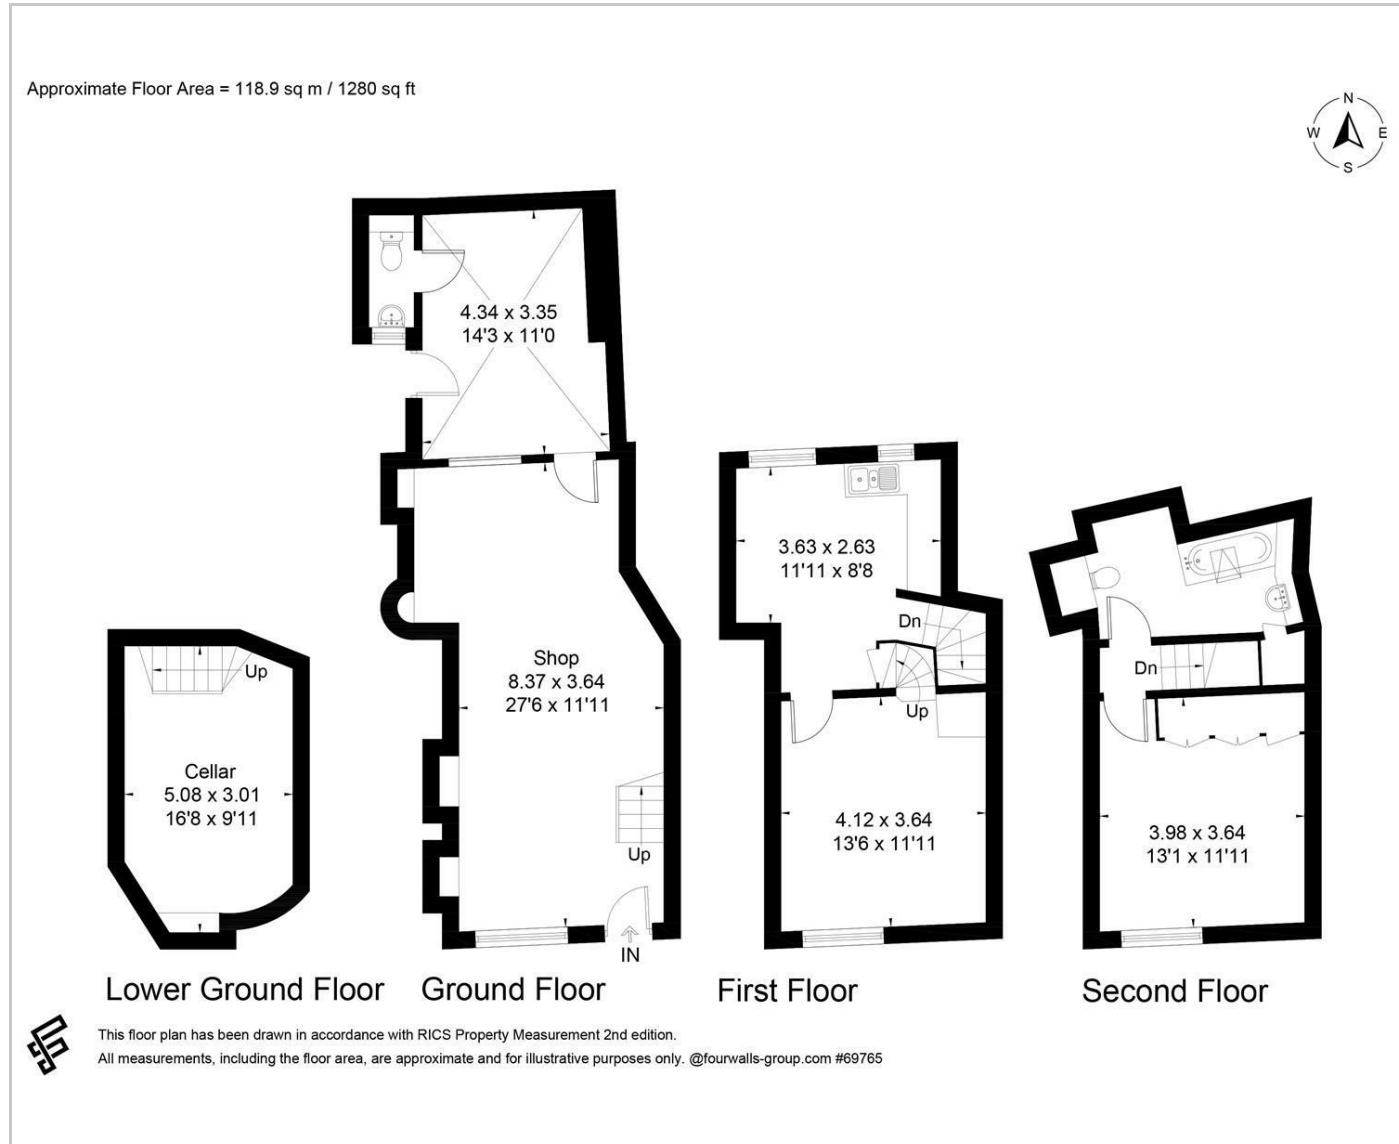 Approximate Floor Area = 118.9 sq m / 1280 sq ft
N
W E
S
4.34 x 3.35
14'3 x 11'0
3.63 x 2.63
11'11 x 8'8
Dn
Up
Up
Shop
8.37 x 3.64
27'6 x 11'11
Dn
Up
Cellar
5.08 x 3.01
16'8 x 9'11
4.12 x 3.64
13'6 x 11'11
3.98 x 3.64
13'1 x 11'11
Up
IN
Lower Ground Floor
Ground Floor
First Floor
Second Floor
This floor plan has been drawn in accordance with RICS Property Measurement 2nd edition.
All measurements, including the floor area, are approximate and for illustrative purposes only. @fourwalls-group.com #69765